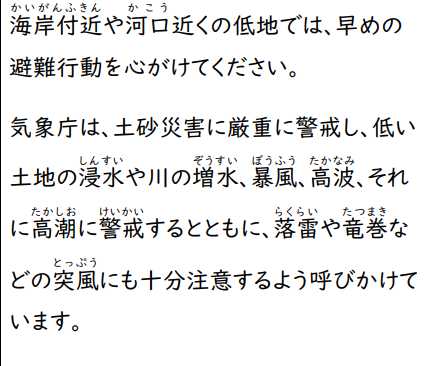 かいがんふきん かこう
海岸付近や河口近くの低地では、早めの
避難行動を心がけてください。
気象庁は、土砂災害に厳重に警戒し、低い
しんすい ぞうすい ぼうふう たかなみ
土地の浸水や川の増水、暴風、高波、それ
たかしお けいかい らくらい たつまき
に高潮に警戒するとともに、落雷や竜巻な
とっぷう
どの突風にも十分注意するよう呼びかけて
います。